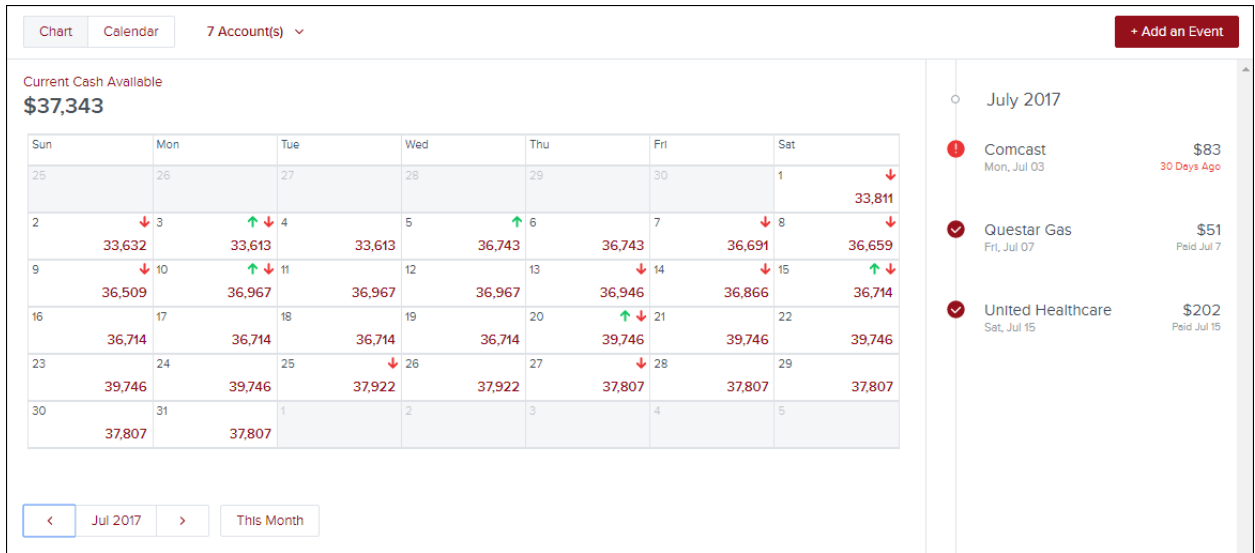 Chart Calendar 7 Account(s) + Add an Event
Current Cash Available
$37,343
Sun Mon Tue Wed Thu Fri Sat
25 26 27 28 29 30 1
33,811
2 3 4 5 6 7 8
33,632 33,613 33,613 36,743 36,743 36,691 36,659
9 10 11 12 13 14 15
36,509 36,967 36,967 36,967 36,946 36,866 36,714
16 17 18 19 20 21 22
36,714 36,714 36,714 36,714 39,746 39,746 39,746
23 24 25 26 27 28 29
39,746 39,746 37,922 37,922 37,807 37,807 37,807
30 31 1 2 3 4 5
37,807 37,807
Jul 2017 This Month
July 2017
Comcast $83
Mon, Jul 03 30 Days Ago
Questar Gas $51
Fri, Jul 07 Paid Jul 7
United Healthcare $202
Sat, Jul 15 Paid Jul 15